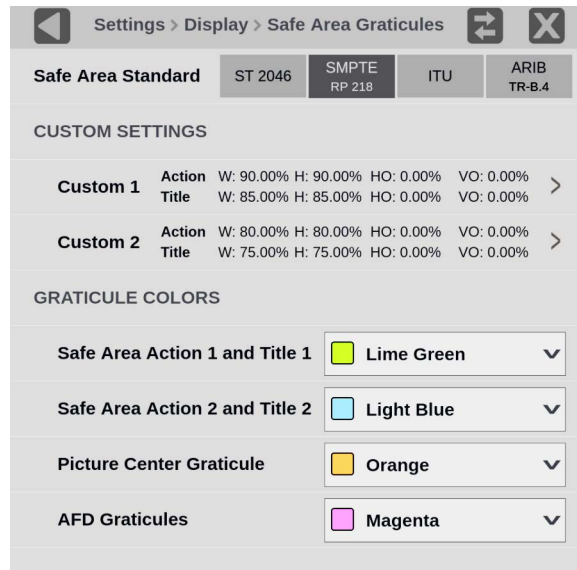 Settings > Display > Safe Area Graticules
Safe Area Standard ST 2046 SMPTE RP 218 ITU ARIB TR-B.4
CUSTOM SETTINGS
Custom 1
Action W: 90.00% H: 90.00% HO: 0.00% VO: 0.00%
Title W: 85.00% H: 85.00% HO: 0.00% VO: 0.00%
Custom 2
Action W: 80.00% H: 80.00% HO: 0.00% VO: 0.00%
Title W: 75.00% H: 75.00% HO: 0.00% VO: 0.00%
GRATICULE COLORS
Safe Area Action 1 and Title 1 Lime Green
Safe Area Action 2 and Title 2 Light Blue
Picture Center Graticule Orange
AFD Graticules Magenta